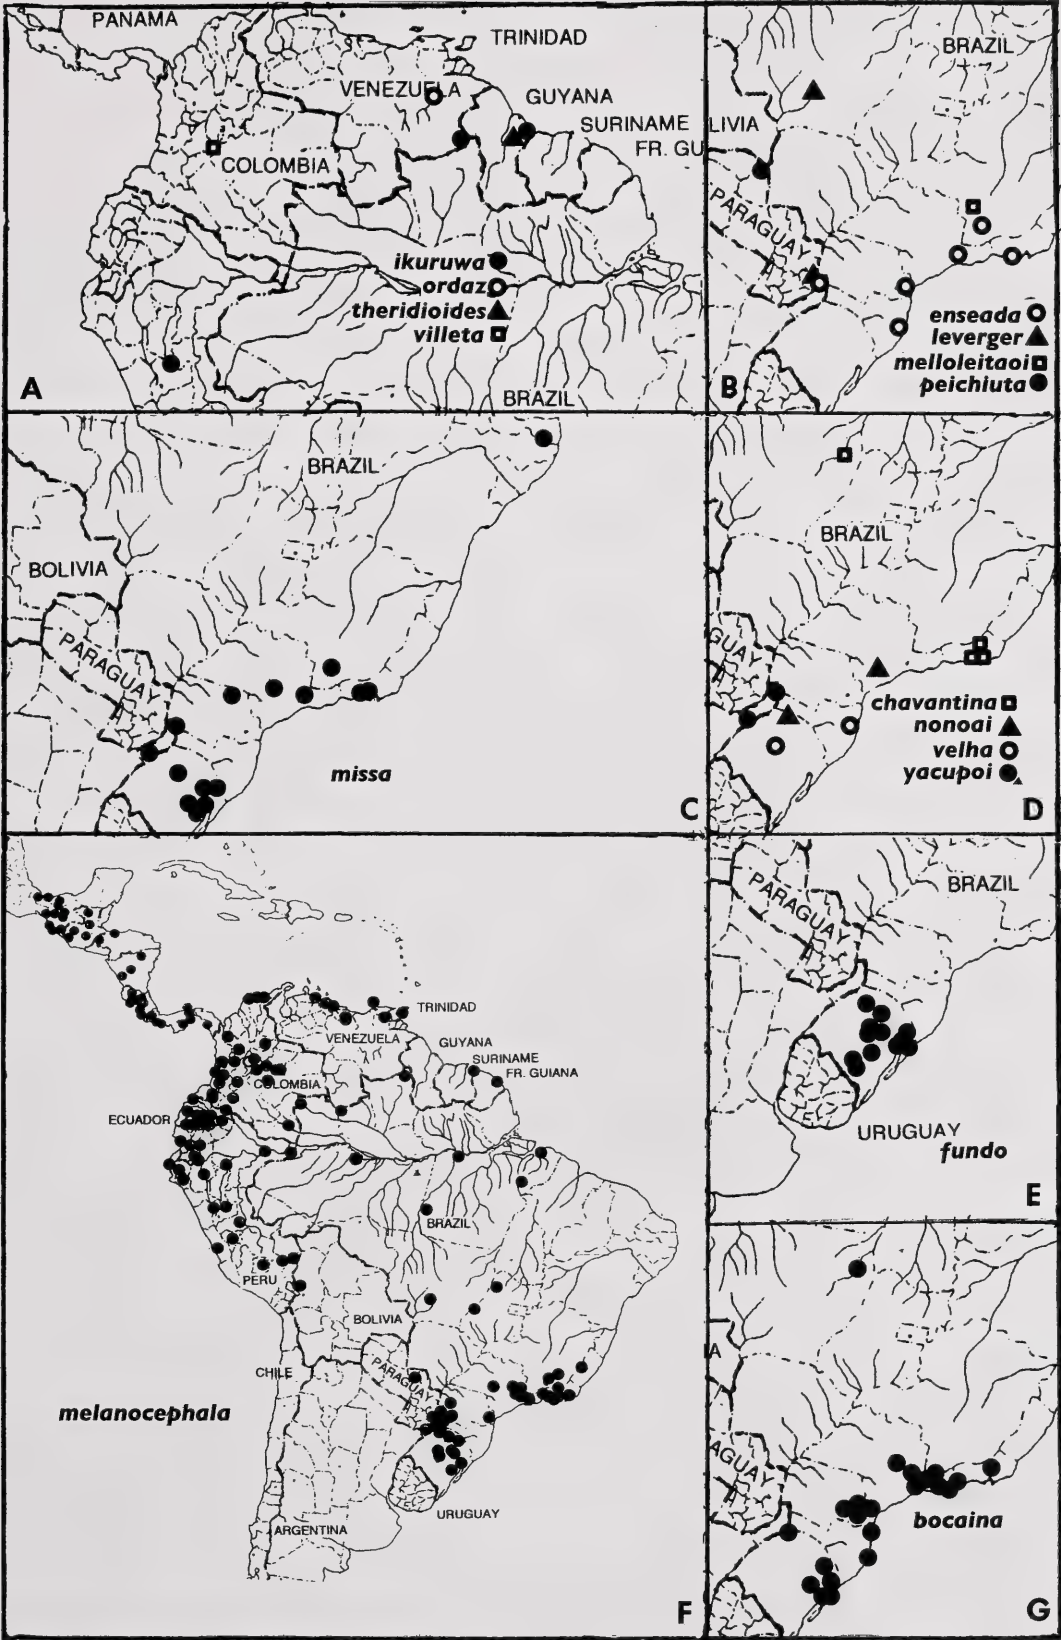 PANAMA
TRINIDAD
VENEZUELA
GUYANA
SURINAME
FR. GU
COLOMBIA
ikuruwa
ordaz
theridioides
villeta
A
BRAZIL
BRAZIL
LIVIA
PARAGUAY
enseada
leverger
melloleitaoi
peichiuta
B
BRAZIL
BOLIVIA
PARAGUAY
missa
C
BRAZIL
GUAY
chavantina
nonoai
velha
yacupoi
D
PARAGUAY
BRAZIL
URUGUAY
fundo
E
TRINIDAD
VENEZUELA
GUYANA
SURINAME
FR. GUIANA
COLOMBIA
ECUADOR
BRAZIL
PERU
BOLIVIA
CHILE
PARAGUAY
melanocephala
URUGUAY
ARGENTINA
F
A
AGUAY
bocaina
G